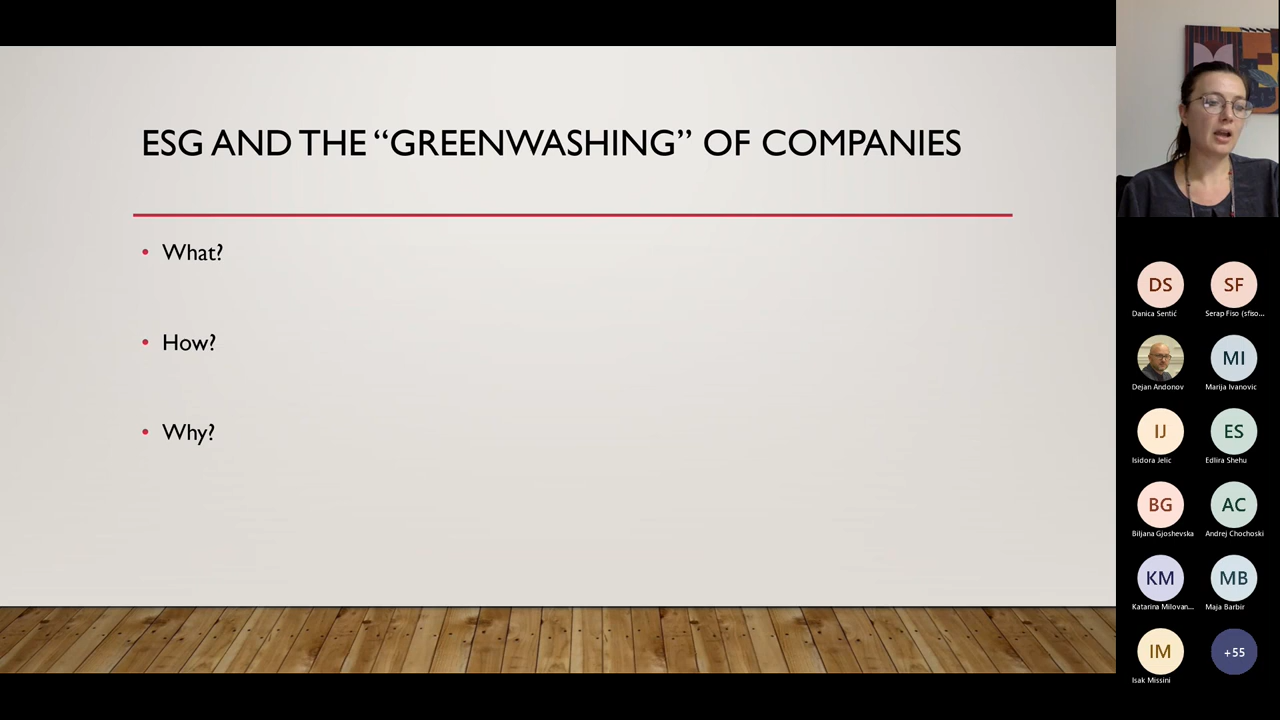 ESG AND THE “GREENWASHING” OF COMPANIES
• What?
• How?
• Why?
DS
SF
Danica Sentić
Serap Fiso (sfiso...
MI
Dejan Andonov
Marija Ivanovic
IJ
ES
Isidora Jelic
Edlira Shehu
BG
AC
Biljana Gjoshevska
Andrej Chochoski
KM
MB
Katarina Milovan...
Maja Barbir
IM
+55
Isak Missini